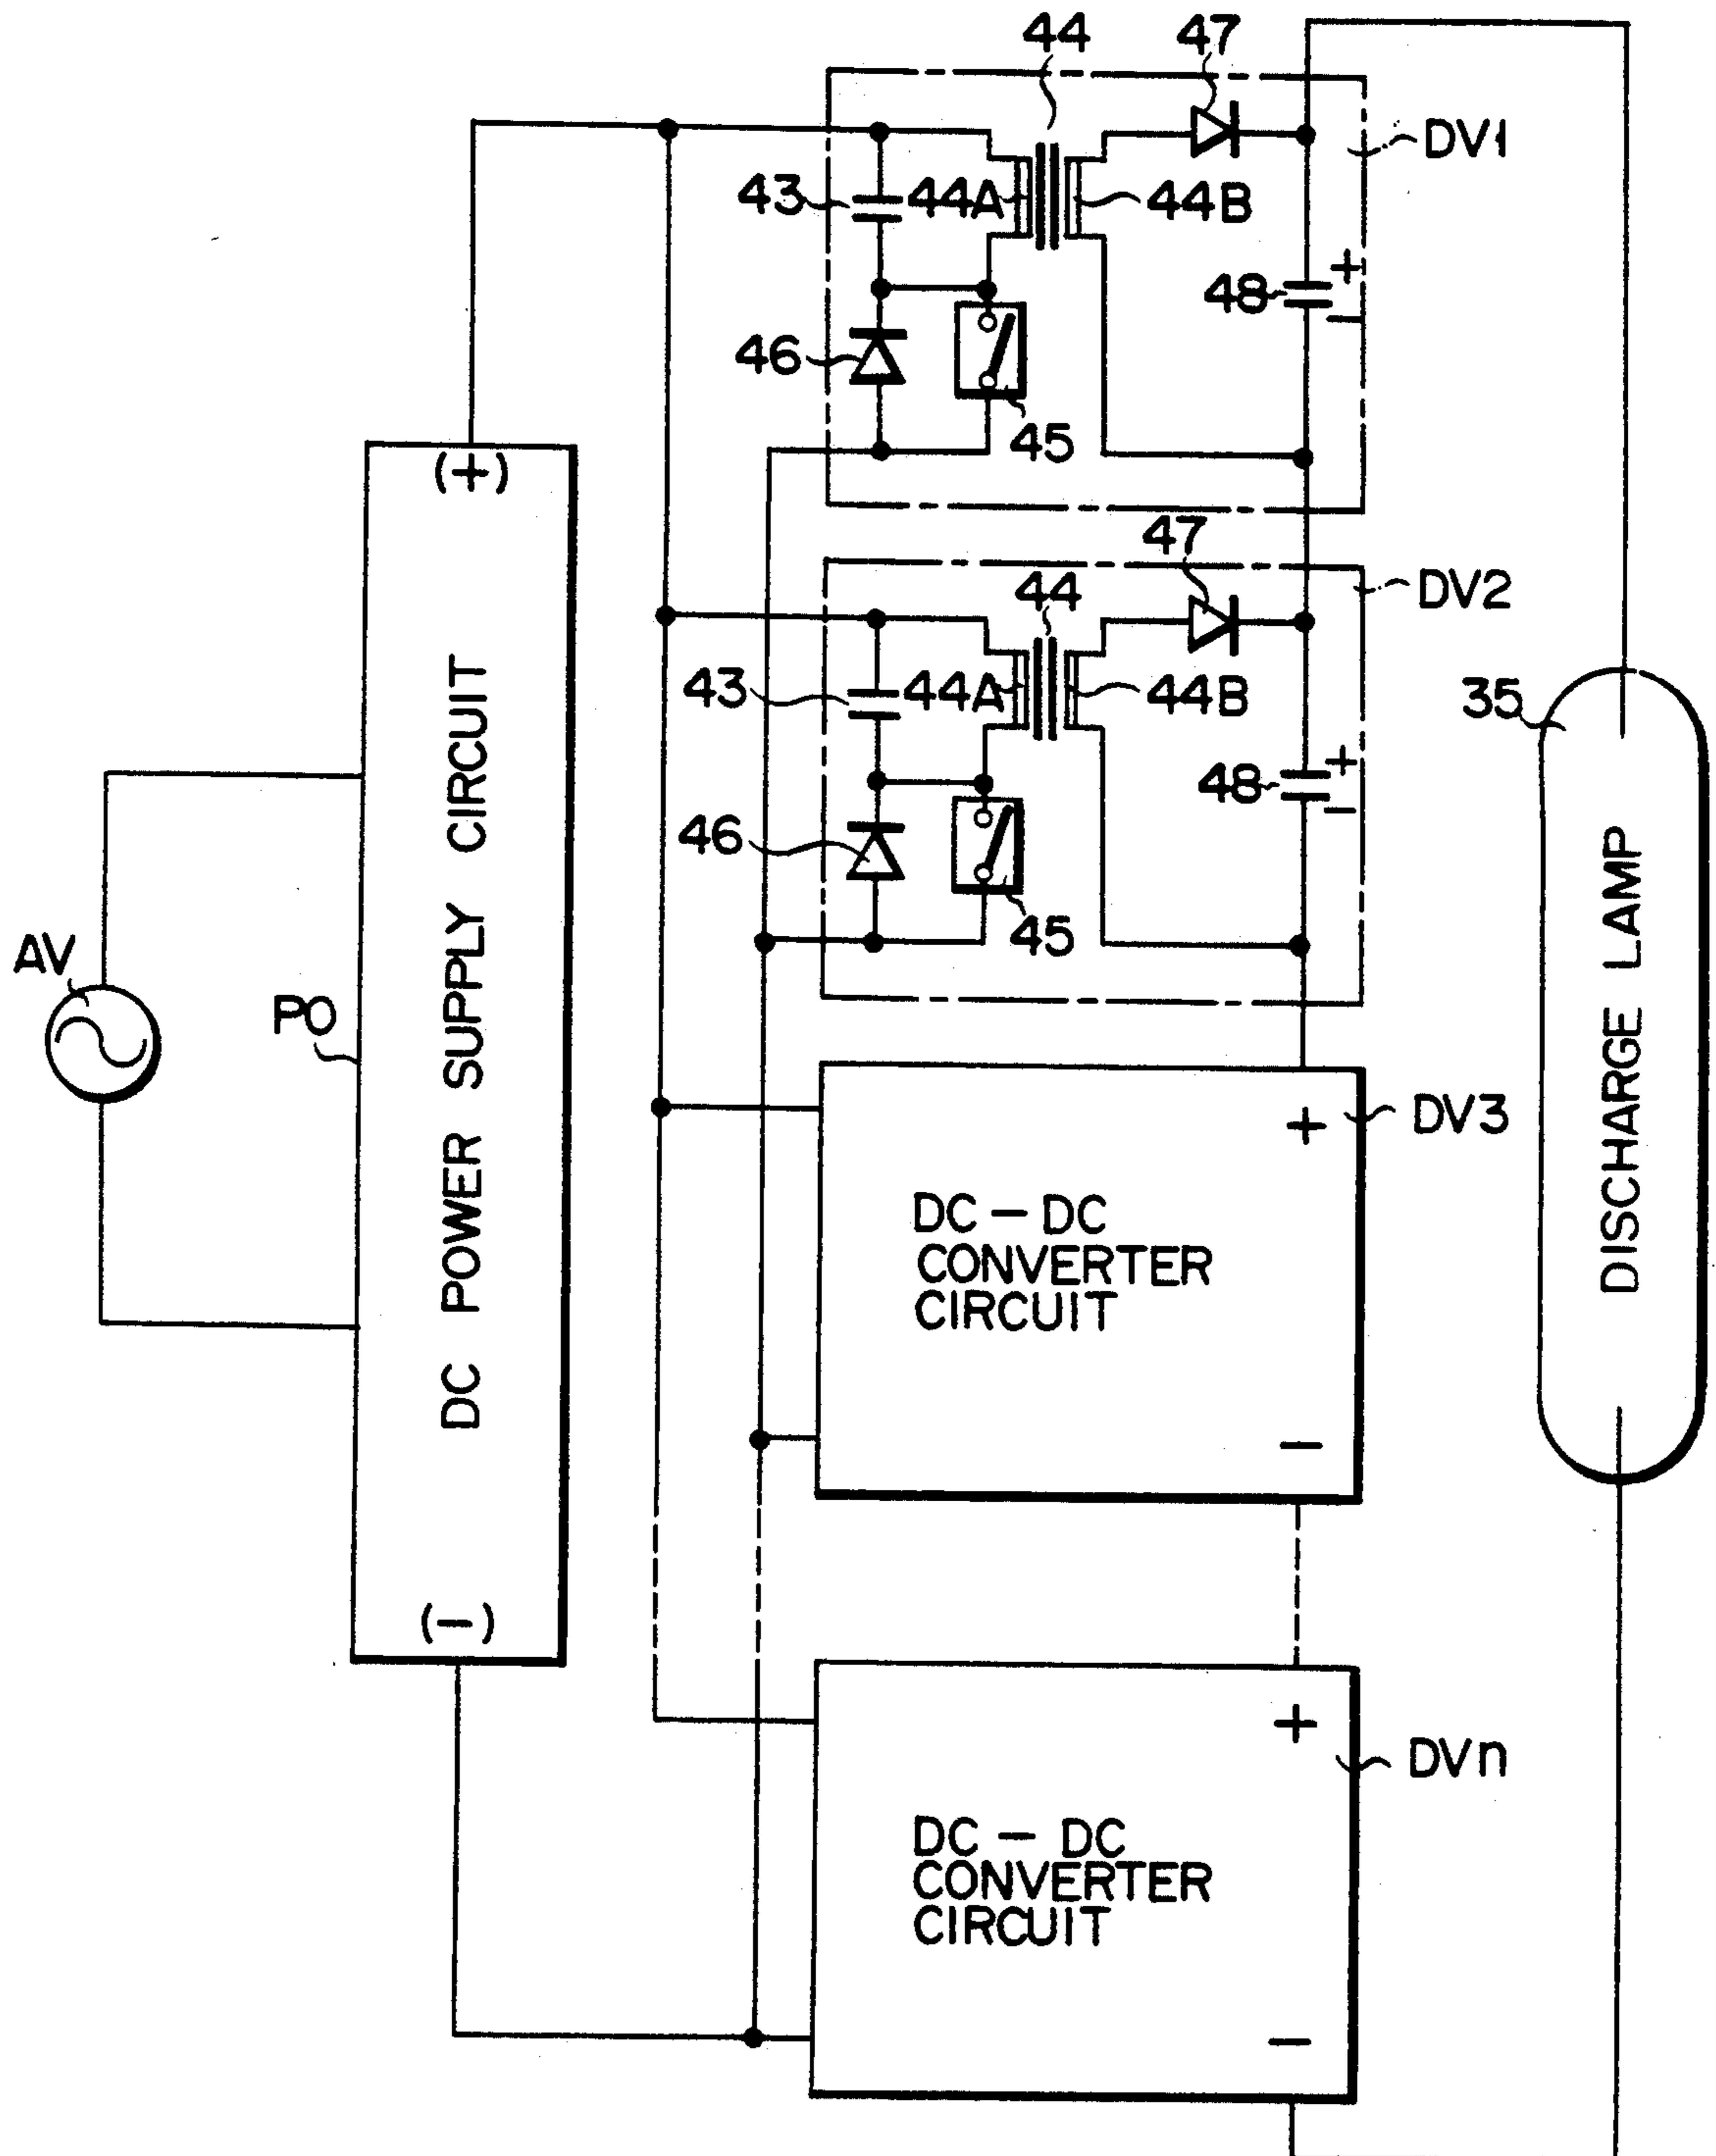 44
47
DV1
43
44A
44B
48
+
−
46
45
(+)
47
DV2
44
43
44A
44B
48
+
−
46
45
35
AV
PO
DC POWER SUPPLY CIRCUIT
DISCHARGE LAMP
DV3
+
DC − DC
CONVERTER
CIRCUIT
−
(−)
+
DVn
DC − DC
CONVERTER
CIRCUIT
−